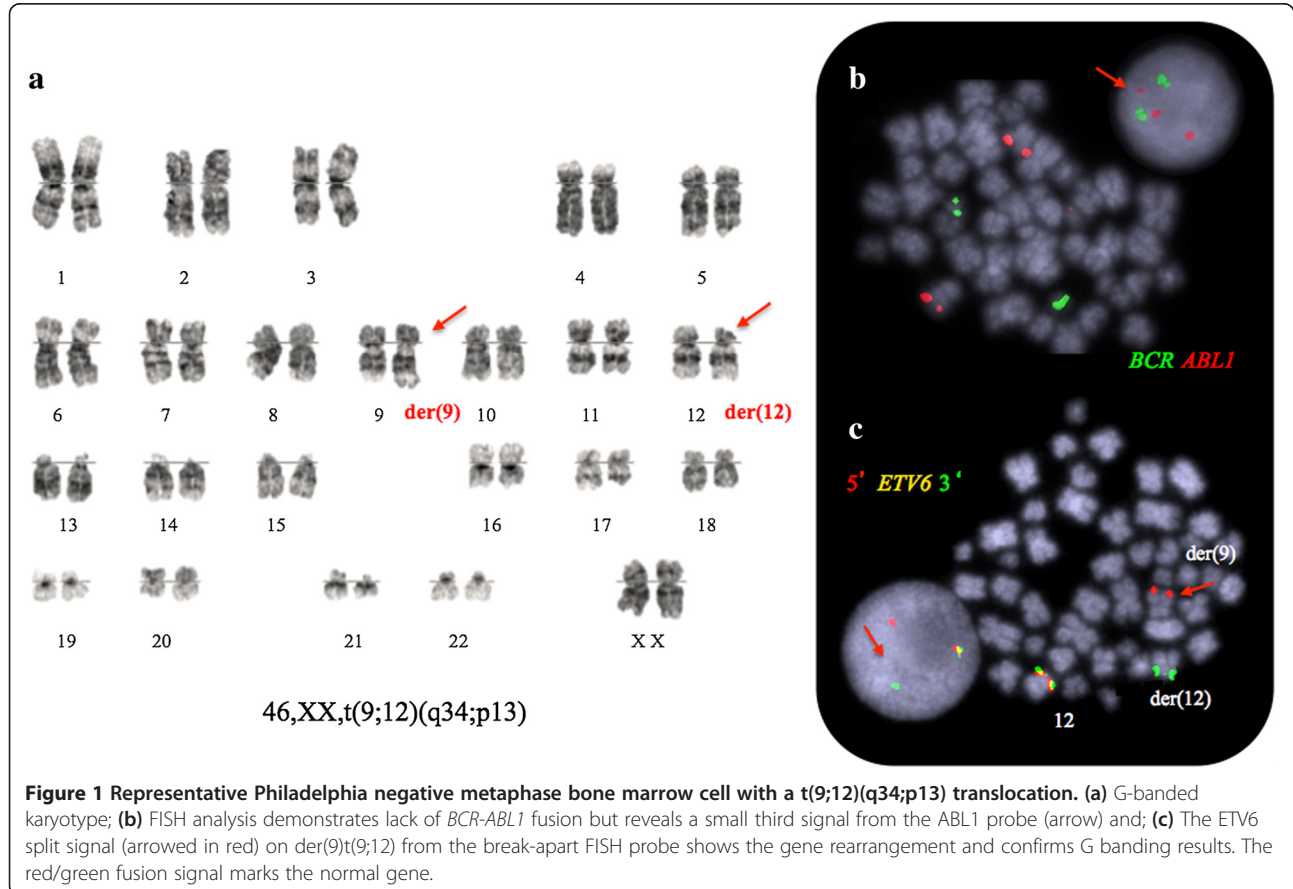 a
1 2 3 4 5
6 7 8 9 der(9) 10 11 12 der(12)
13 14 15 16 17 18
19 20 21 22 X X
46,XX,t(9;12)(q34;p13)
b
BCR ABL1
c
5' ETV6 3'
der(9)
der(12)
12
Figure 1 Representative Philadelphia negative metaphase bone marrow cell with a t(9;12)(q34;p13) translocation. (a) G-banded
karyotype; (b) FISH analysis demonstrates lack of BCR-ABL1 fusion but reveals a small third signal from the ABL1 probe (arrow) and; (c) The ETV6
split signal (arrowed in red) on der(9)t(9;12) from the break-apart FISH probe shows the gene rearrangement and confirms G banding results. The
red/green fusion signal marks the normal gene.